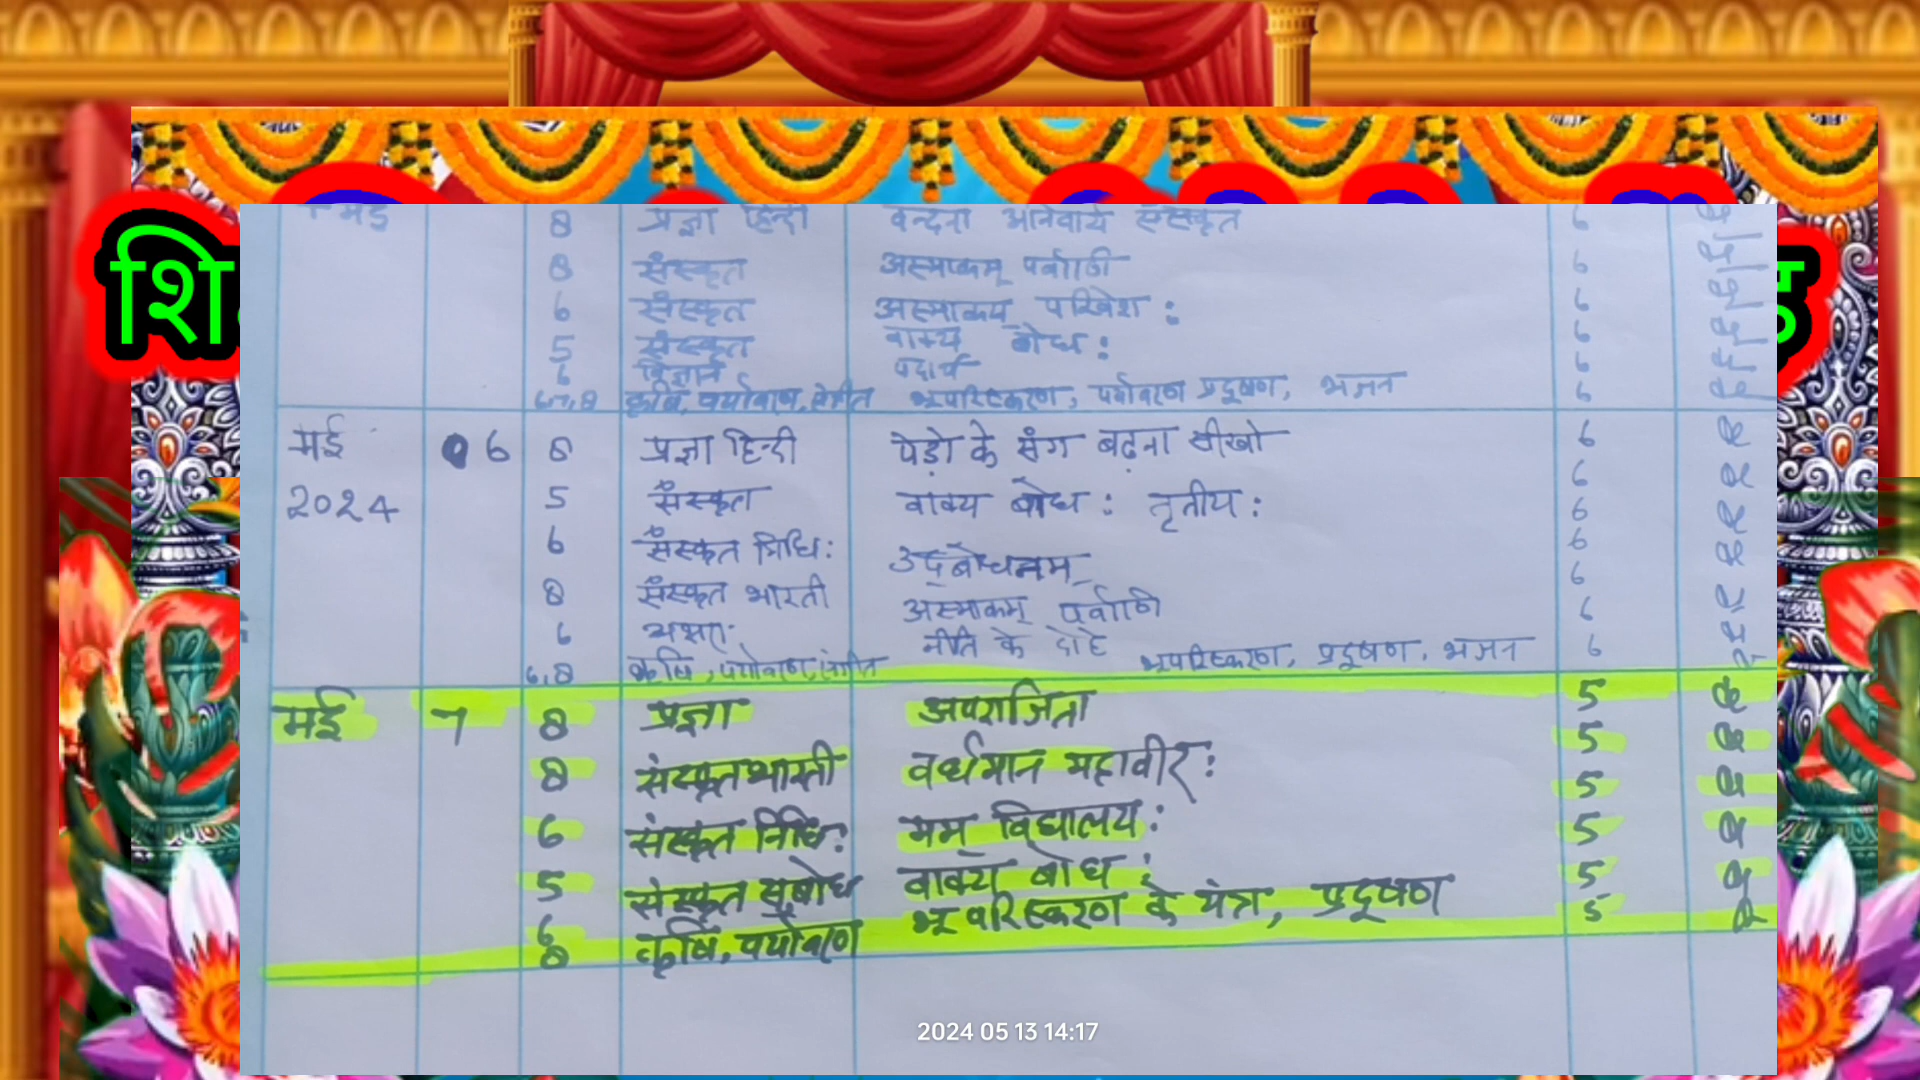 शि
मई 8 प्रज्ञा हिन्दी वन्दना अनिवार्य संस्कृत 6
8 संस्कृत अस्माकम् पर्वाणि 6
6 संस्कृत अस्माकम् परिवेश : 6
5 संस्कृत वाक्य बोध : 6
6 विज्ञान पदार्थ 6
6,7,8 कृषि, पर्यावरण, संगीत भूपरिष्करण, पर्यावरण प्रदूषण, भजन 6
मई 06 8 प्रज्ञा हिन्दी पेड़ो के संग बढ़ना सीखो 6
2024 5 संस्कृत वाक्य बोध : तृतीय : 6
6 संस्कृत निधि: उद्बोधनम् 6
8 संस्कृत भारती अस्माकम् पर्वाणि 6
6 अक्षरा नीति के दोहे 6
6,8 कृषि, पर्यावरण, संगीत भूपरिष्करण, प्रदूषण, भजन 6
मई 7 8 प्रज्ञा अपराजिता 5
8 संस्कृत भारती वर्धमान महावीर : 5
6 संस्कृत निधि: मम् विद्यालय : 5
5 संस्कृत सुबोध वाक्य बोध : 5
6 8 कृषि, पर्यावरण भू परिस्करण के यंत्र, प्रदूषण 5
2024 05 13 14:17